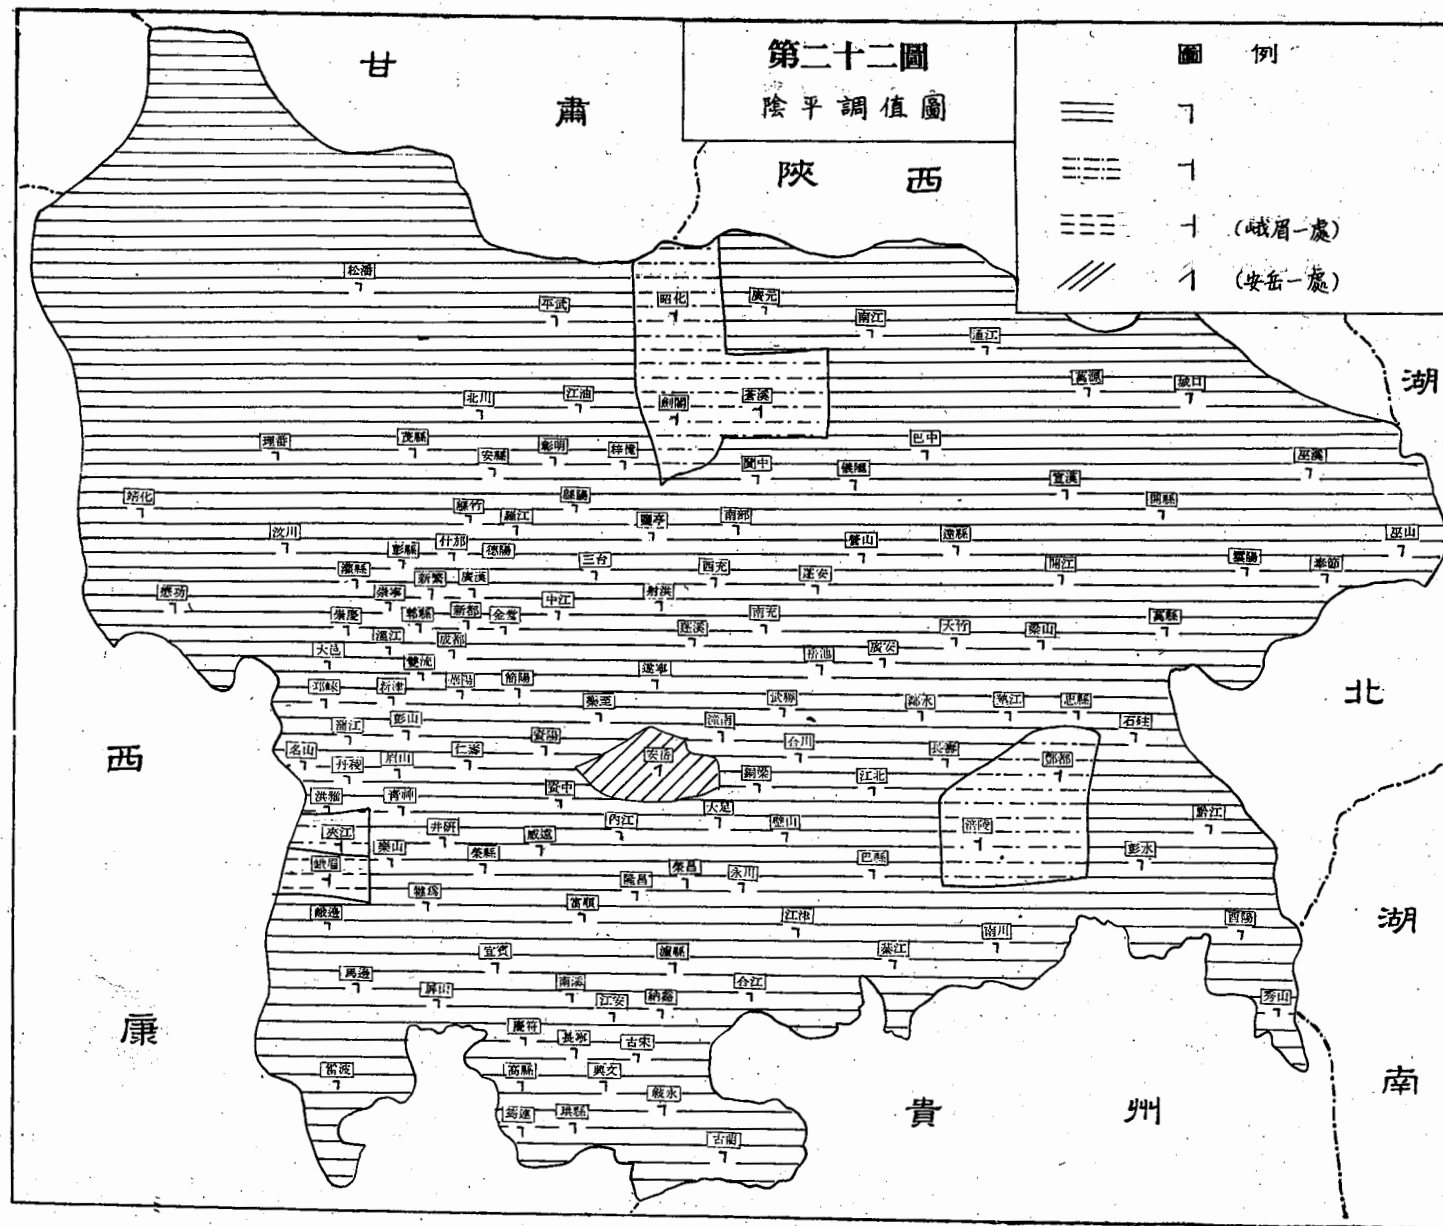 甘
肅
第二十二圖
陰平調值圖
圖例
˥
˦
˧ (峨眉一處)
(安岳一處)
陝西
湖
北
湖
南
貴州
西
康
松潘
平武
昭化
廣元
南江
通江
萬源
城口
北川
江油
劍閣
蒼溪
理番
茂縣
安縣
彰明
梓潼
閬中
儀隴
巴中
宣漢
開縣
巫溪
靖化
綿竹
羅江
綿陽
鹽亭
南部
營山
達縣
巫山
汶川
彭縣
什邡
德陽
三台
西充
蓬安
開江
雲陽
奉節
懋功
灌縣
崇寧
新繁
廣漢
中江
射洪
南充
萬縣
崇慶
郫縣
新都
金堂
蓬溪
大竹
梁山
大邑
溫江
成都
雙流
遂寧
岳池
廣安
邛崍
新津
簡陽
樂至
武勝
鄰水
墊江
忠縣
石砫
蒲江
彭山
資陽
潼南
合川
長壽
名山
丹稜
眉山
仁壽
安岳
銅梁
江北
酆都
洪雅
青神
資中
大足
黔江
夾江
樂山
井研
威遠
內江
璧山
涪陵
彭水
峨眉
榮縣
榮昌
永川
巴縣
犍爲
隆昌
峨邊
富順
江津
酉陽
宜賓
瀘縣
綦江
南川
馬邊
屏山
南溪
江安
納谿
合江
秀山
慶符
長寧
古宋
雷波
高縣
興文
敍永
筠連
珙縣
古藺